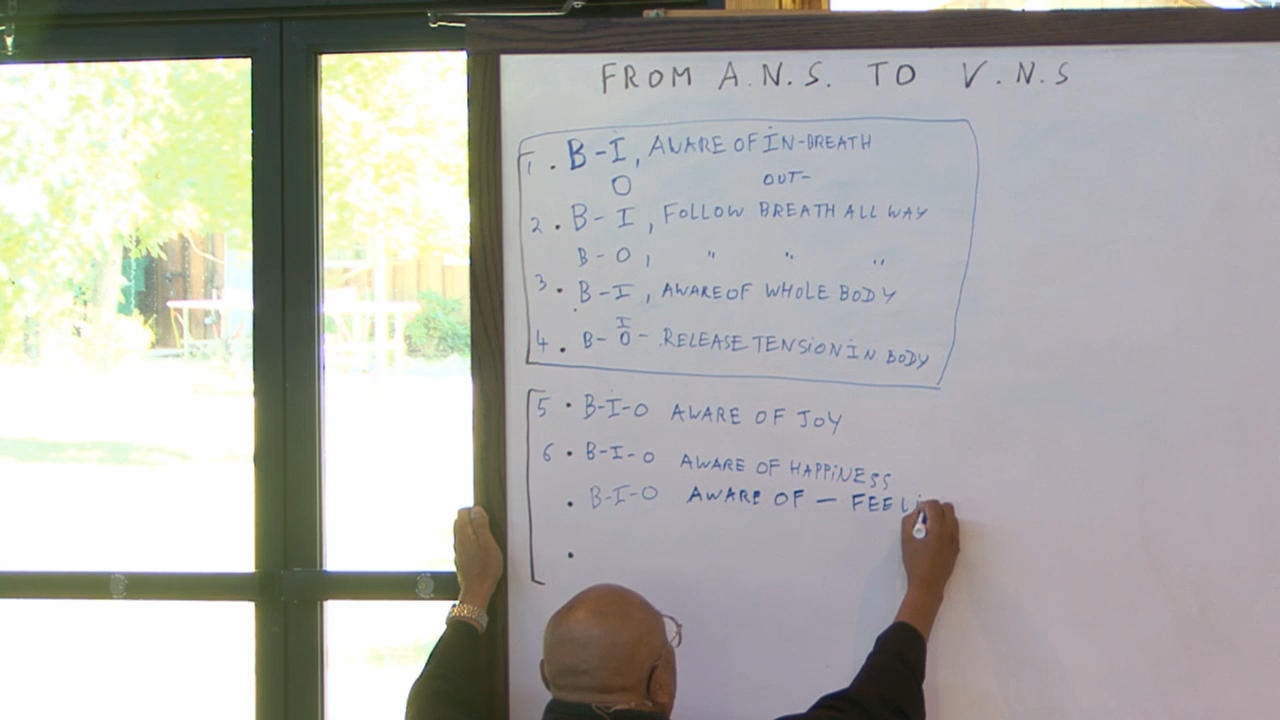 FROM A.N.S. TO V.N.S
1. B-I, AWARE OF IN-BREATH
O OUT-
2. B-I, FOLLOW BREATH ALL WAY
B-O, " " "
3. B-I, AWARE OF WHOLE BODY
I
4. B-O- RELEASE TENSION IN BODY
5. B-I-O AWARE OF JOY
6. B-I-O AWARE OF HAPPINESS
. B-I-O AWARE OF — FEELI
.